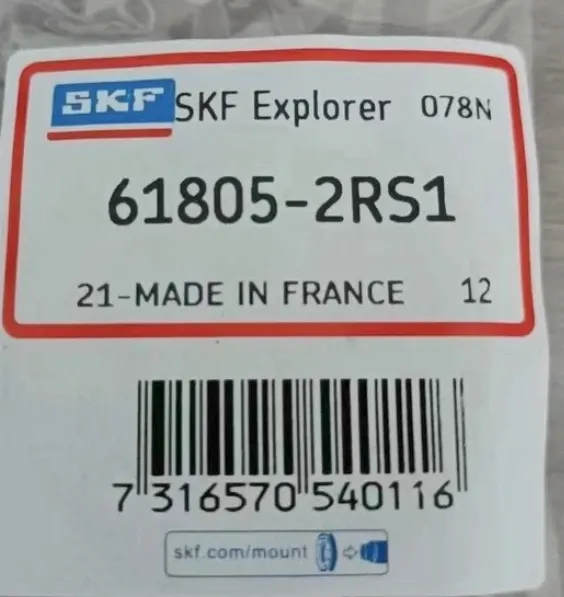 SKF SKF Explorer 078N
61805-2RS1
21-MADE IN FRANCE 12
7 316570 540116
skf.com/mount